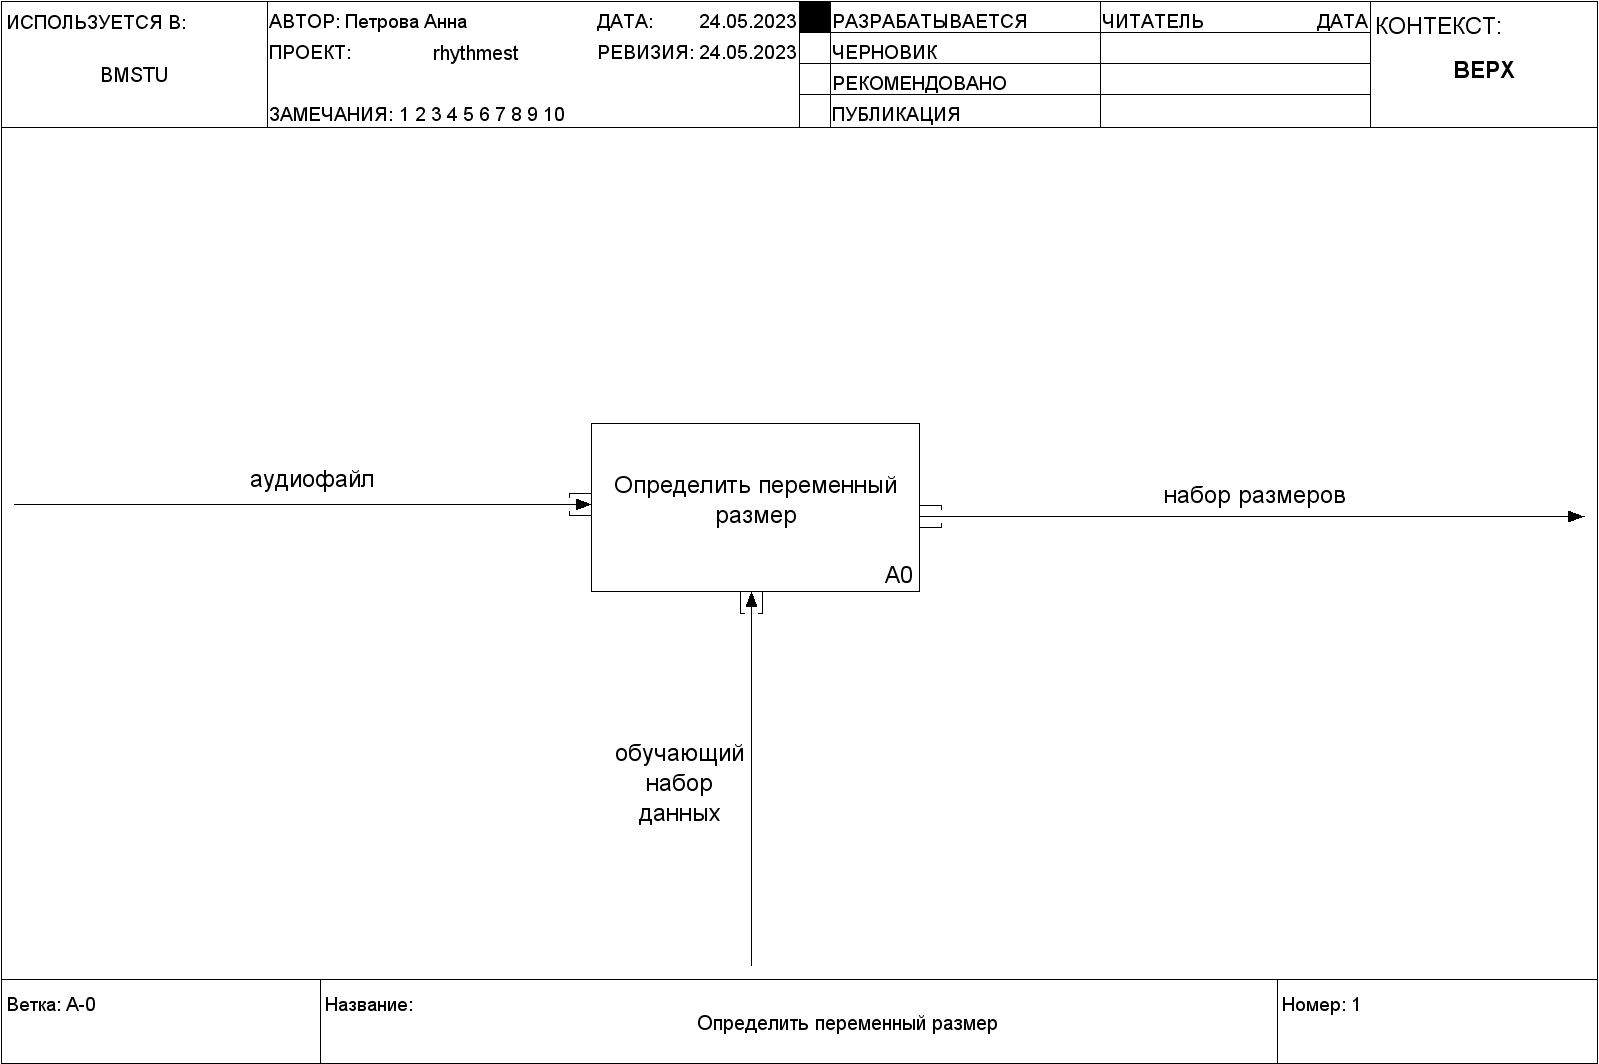 ИСПОЛЬЗУЕТСЯ В:
BMSTU
АВТОР: Петрова Анна
ДАТА: 24.05.2023
ПРОЕКТ: rhythmest
РЕВИЗИЯ: 24.05.2023
ЗАМЕЧАНИЯ: 1 2 3 4 5 6 7 8 9 10
РАЗРАБАТЫВАЕТСЯ
ЧЕРНОВИК
РЕКОМЕНДОВАНО
ПУБЛИКАЦИЯ
ЧИТАТЕЛЬ ДАТА
КОНТЕКСТ:
ВЕРХ
аудиофайл
Определить переменный
размер
A0
набор размеров
обучающий
набор
данных
Ветка: A-0
Название:
Определить переменный размер
Номер: 1